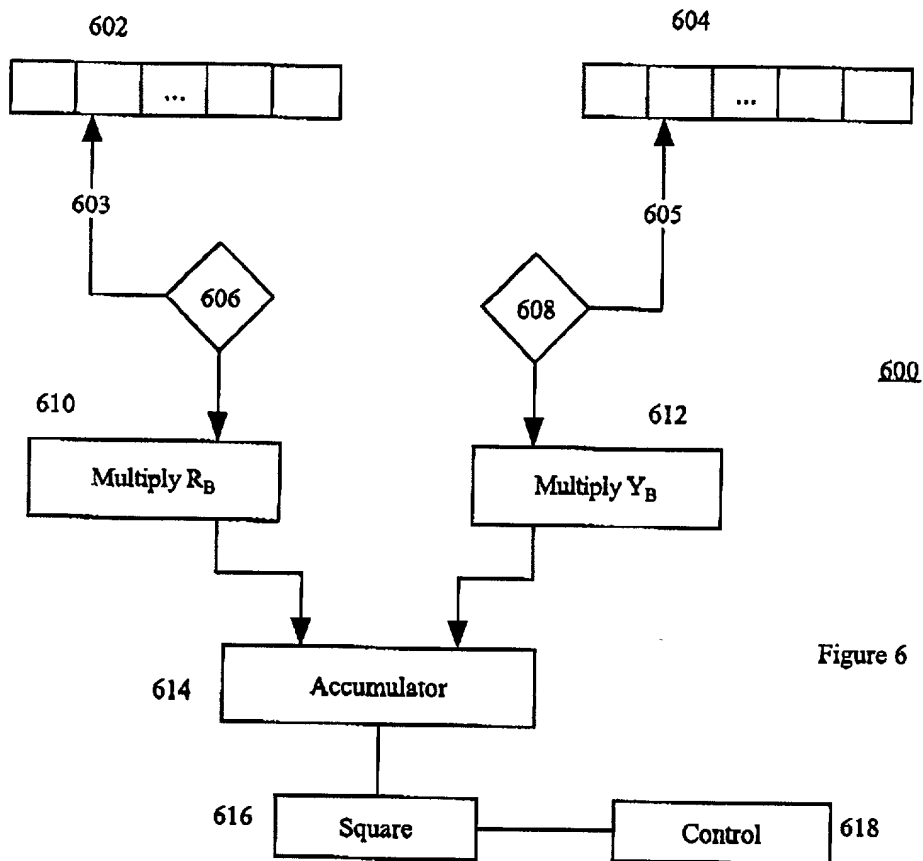 602
604
...
...
603
605
606
608
600
610
612
Multiply R_B
Multiply Y_B
Figure 6
614
Accumulator
616
Square
Control
618